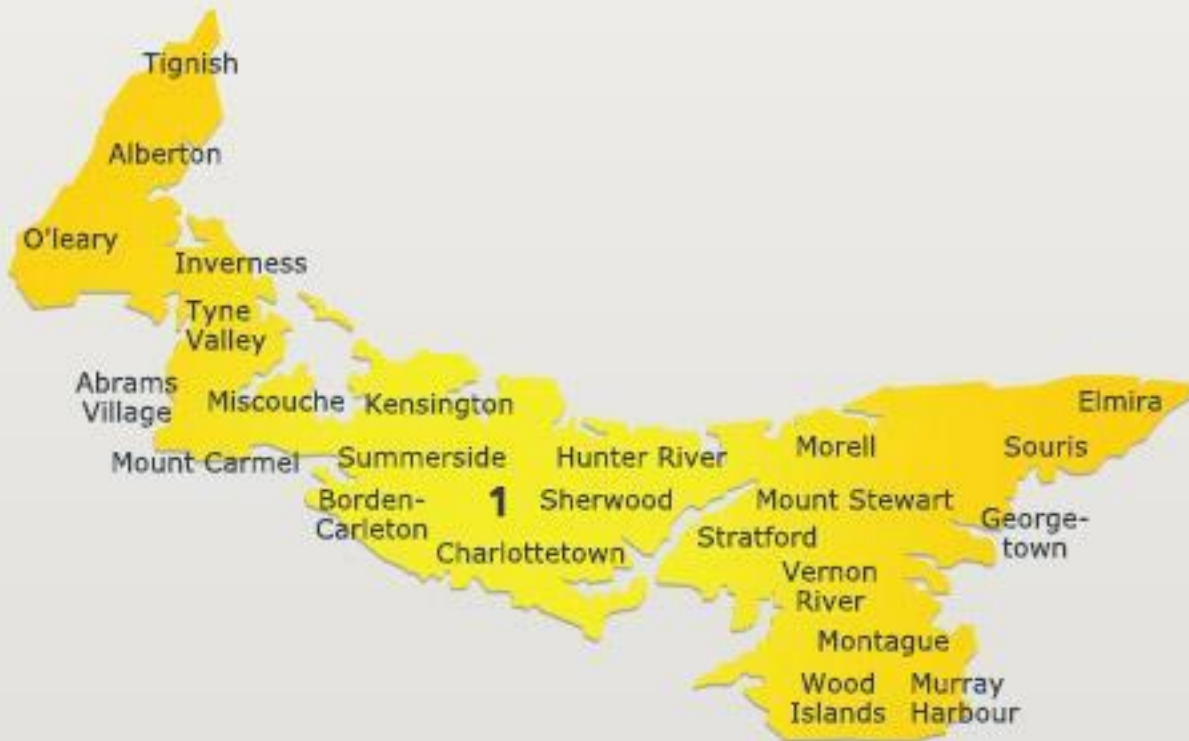 Tignish
Alberton
O'leary
Inverness
Tyne
Valley
Abrams
Village
Miscouche
Kensington
Elmira
Mount Carmel
Summerside
Hunter River
Morell
Souris
Borden-
Carleton
1
Sherwood
Mount Stewart
George-
town
Charlottetown
Stratford
Vernon
River
Montague
Wood
Islands
Murray
Harbour